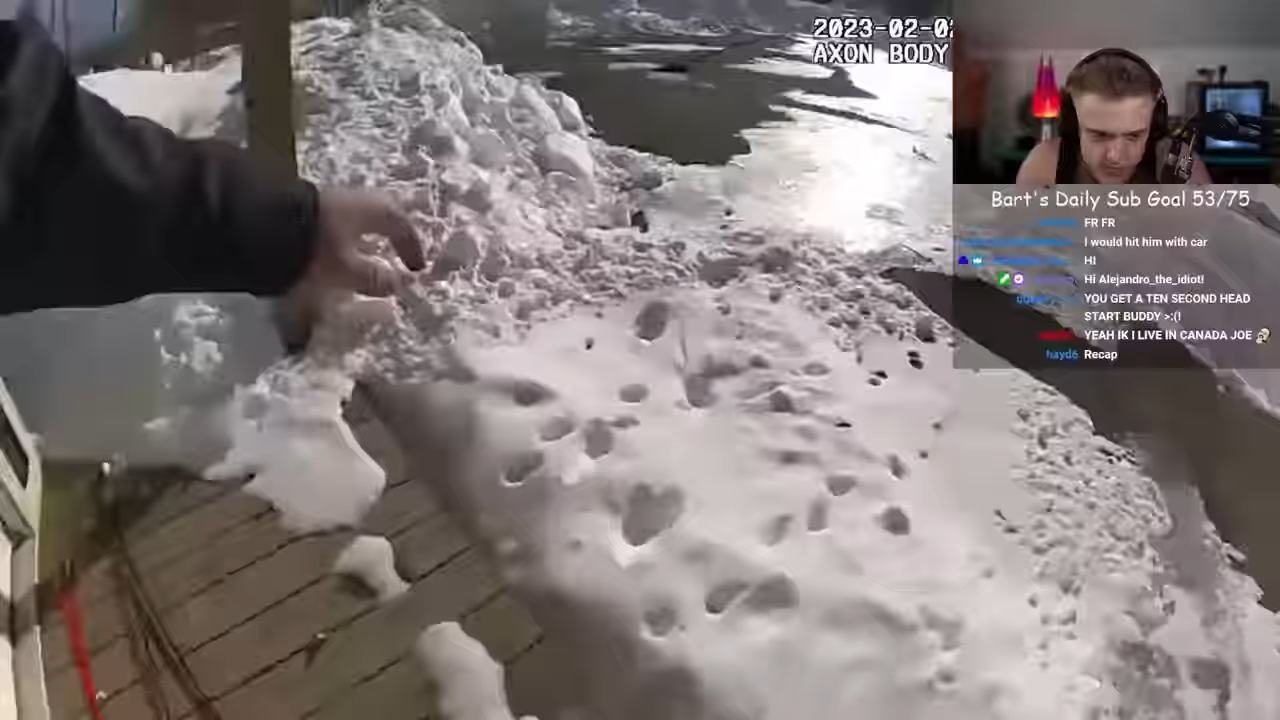 2023-02-0
AXON BODY
Bart's Daily Sub Goal 53/75
FR FR
I would hit him with car
HI
Hi Alejandro_the_idiot!
YOU GET A TEN SECOND HEAD
START BUDDY >:(!
YEAH IK I LIVE IN CANADA JOE
hayd6 Recap